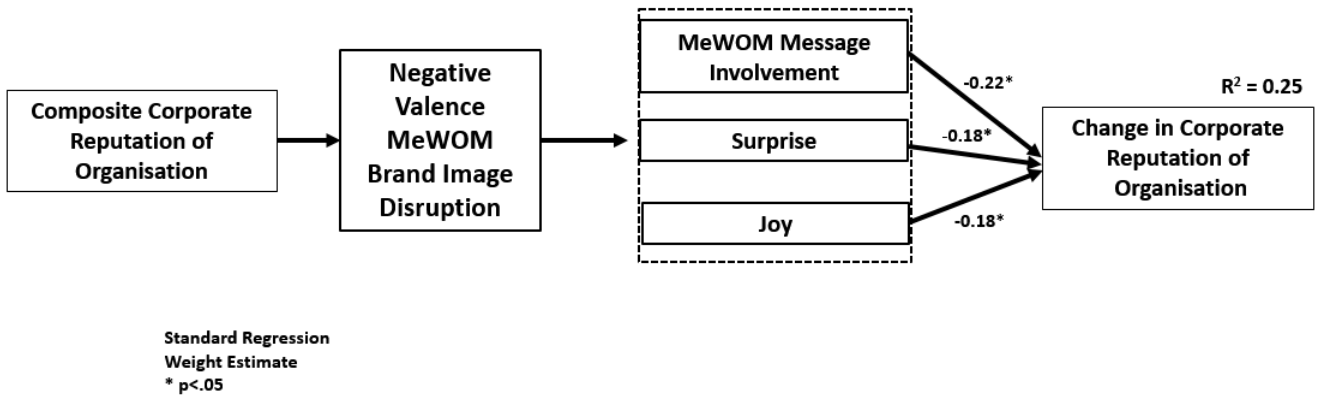 Composite Corporate
Reputation of
Organisation
Negative
Valence
MeWOM
Brand Image
Disruption
MeWOM Message
Involvement
Surprise
Joy
-0.22*
-0.18*
-0.18*
R² = 0.25
Change in Corporate
Reputation of
Organisation
Standard Regression
Weight Estimate
* p<.05